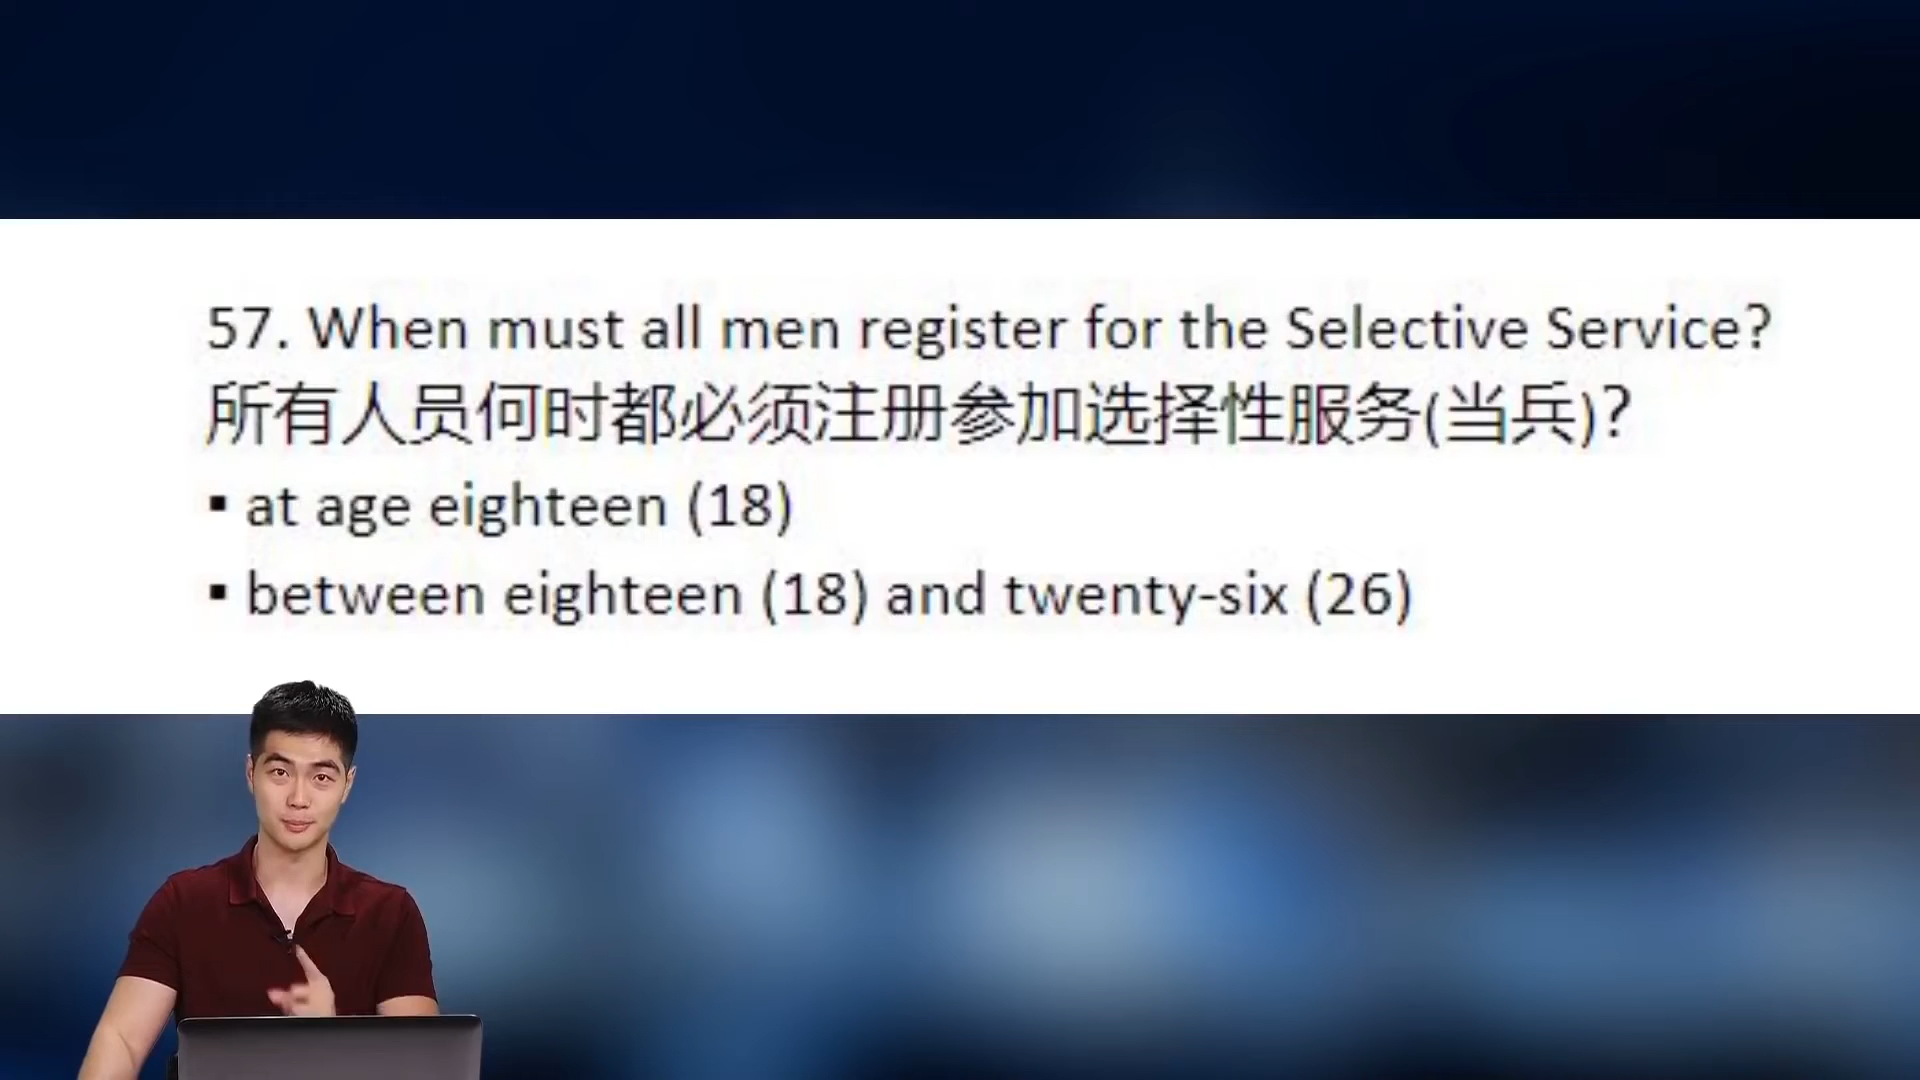 57. When must all men register for the Selective Service?
所有人员何时都必须注册参加选择性服务(当兵)?
▪ at age eighteen (18)
▪ between eighteen (18) and twenty-six (26)